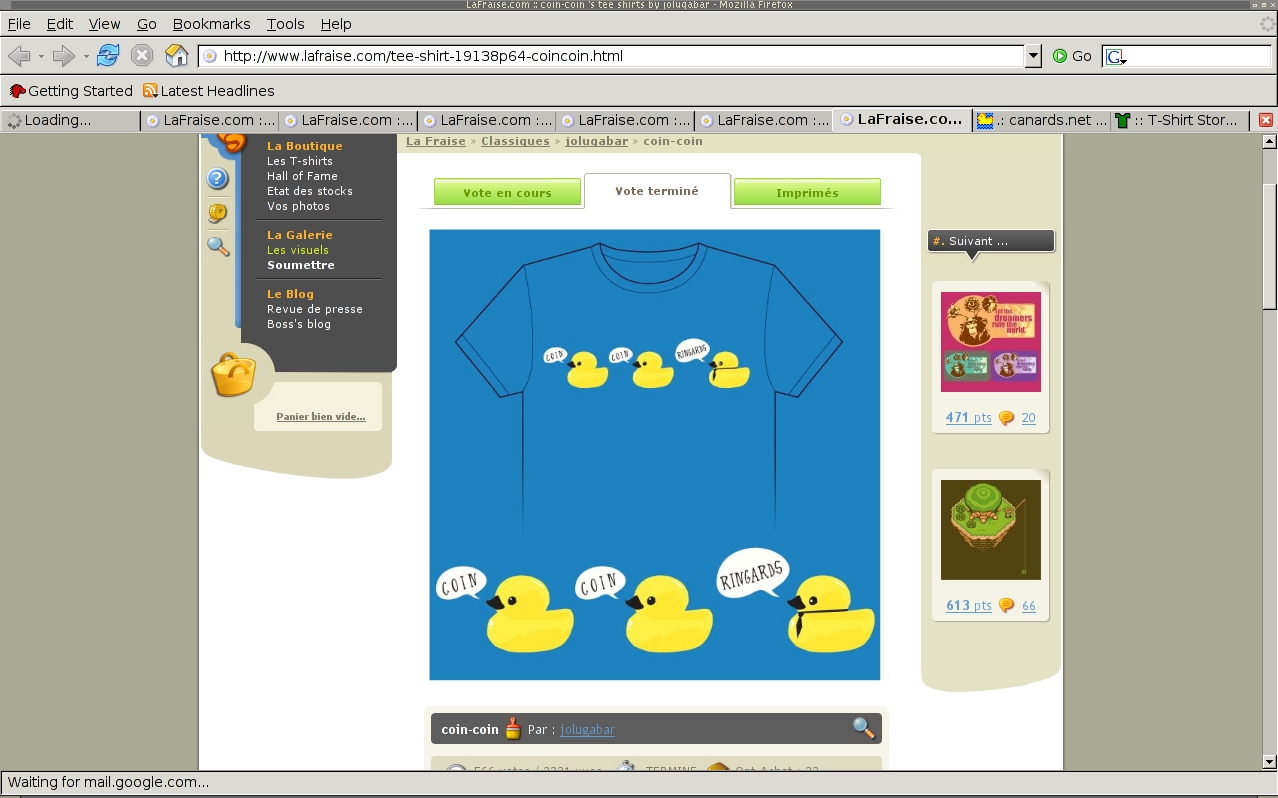 LaFraise.com :: coin-coin 's tee shirts by jolugabar - Mozilla Firefox
File Edit View Go Bookmarks Tools Help
http://www.lafraise.com/tee-shirt-19138p64-coincoin.html
Go
G
Getting Started Latest Headlines
Loading... LaFraise.com :... LaFraise.com :... LaFraise.com :... LaFraise.com :... LaFraise.com :... LaFraise.co... .: canards.net ... :: T-Shirt Stor...
La Boutique
Les T-shirts
Hall of Fame
Etat des stocks
Vos photos
La Galerie
Les visuels
Soumettre
Le Blog
Revue de presse
Boss's blog
Panier bien vide...
La Fraise » Classiques » jolugabar » coin-coin
Vote en cours Vote terminé Imprimés
COIN COIN RINGARDS
COIN COIN RINGARDS
#. Suivant ...
dreamers
rule the
world.
471 pts 20
613 pts 66
coin-coin Par : jolugabar
TERMINE
Waiting for mail.google.com...